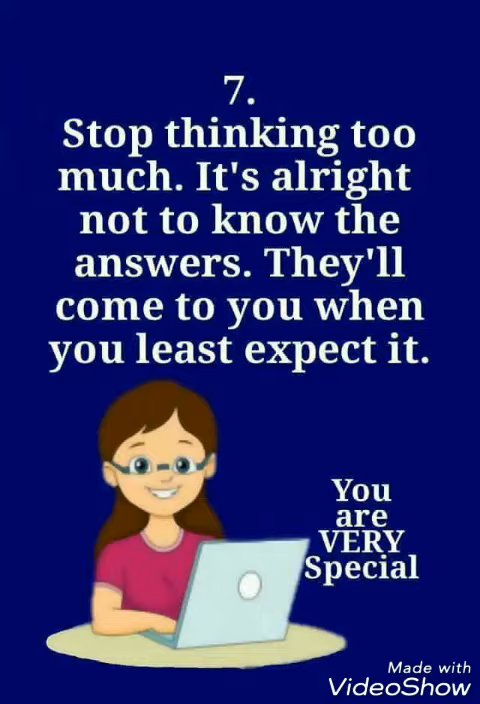 7.
Stop thinking too
much. It's alright
not to know the
answers. They'll
come to you when
you least expect it.
You
are
VERY
Special
Made with
VideoShow